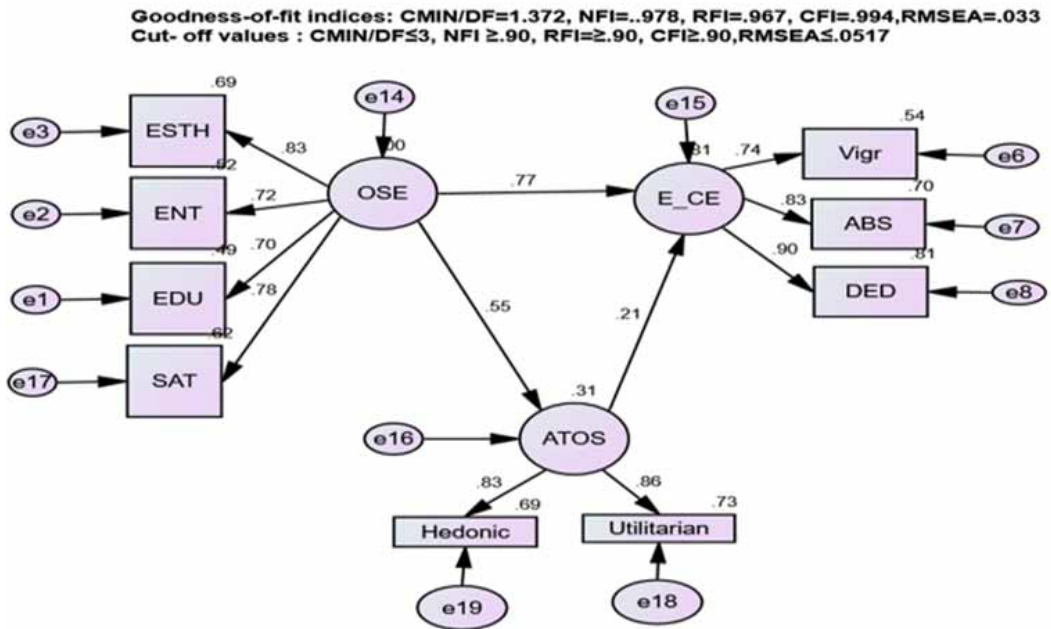 Goodness-of-fit indices: CMIN/DF=1.372, NFI=..978, RFI=.967, CFI=.994,RMSEA=.033
Cut- off values : CMIN/DF≤3, NFI ≥.90, RFI=≥.90, CFI≥.90,RMSEA≤.0517
.69
e14
e15
e3
ESTH
.83
.00
.81
.74
.54
Vigr
e6
.52
OSE
.77
E_CE
.70
e2
ENT
.72
.83
ABS
e7
.49
.70
.90
.81
e1
EDU
.78
DED
e8
.62
.55
.21
e17
SAT
.31
e16
ATOS
.83
.86
.69
.73
Hedonic
Utilitarian
e19
e18